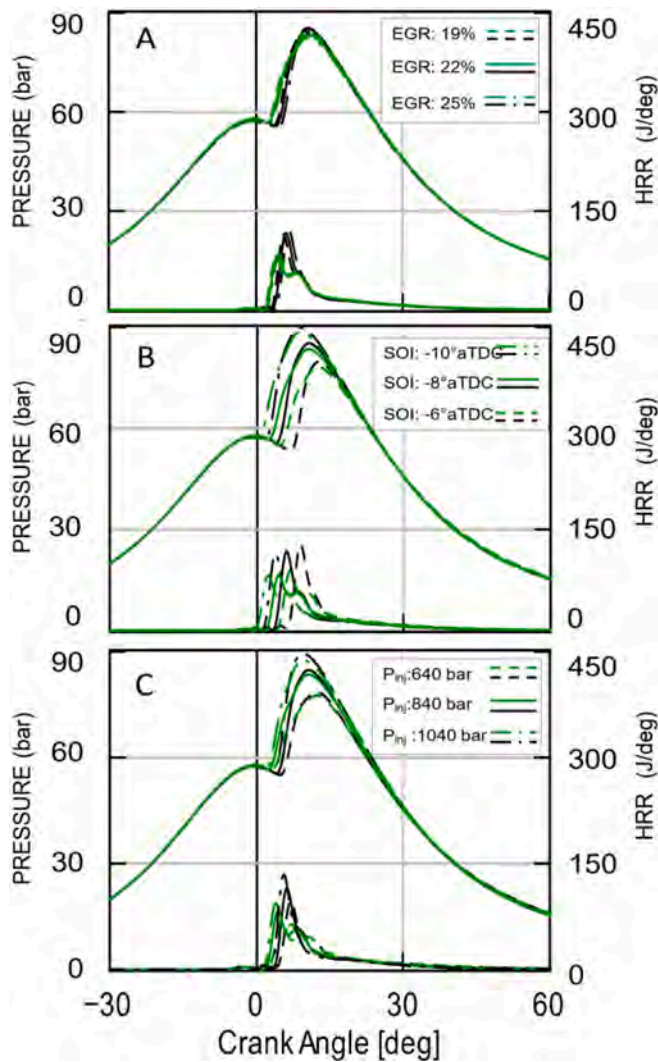 90
A
EGR: 19%
450
60
EGR: 22%
300
EGR: 25%
30
150
0
0
PRESSURE (bar)
HRR (J/deg)
90
B
SOI: -10°aTDC
450
60
SOI: -8°aTDC
300
SOI: -6°aTDC
30
150
0
0
PRESSURE (bar)
HRR (J/deg)
90
C
Pinj:640 bar
450
60
Pinj:840 bar
300
Pinj :1040 bar
30
150
0
0
PRESSURE (bar)
HRR (J/deg)
−30
0
30
60
Crank Angle [deg]